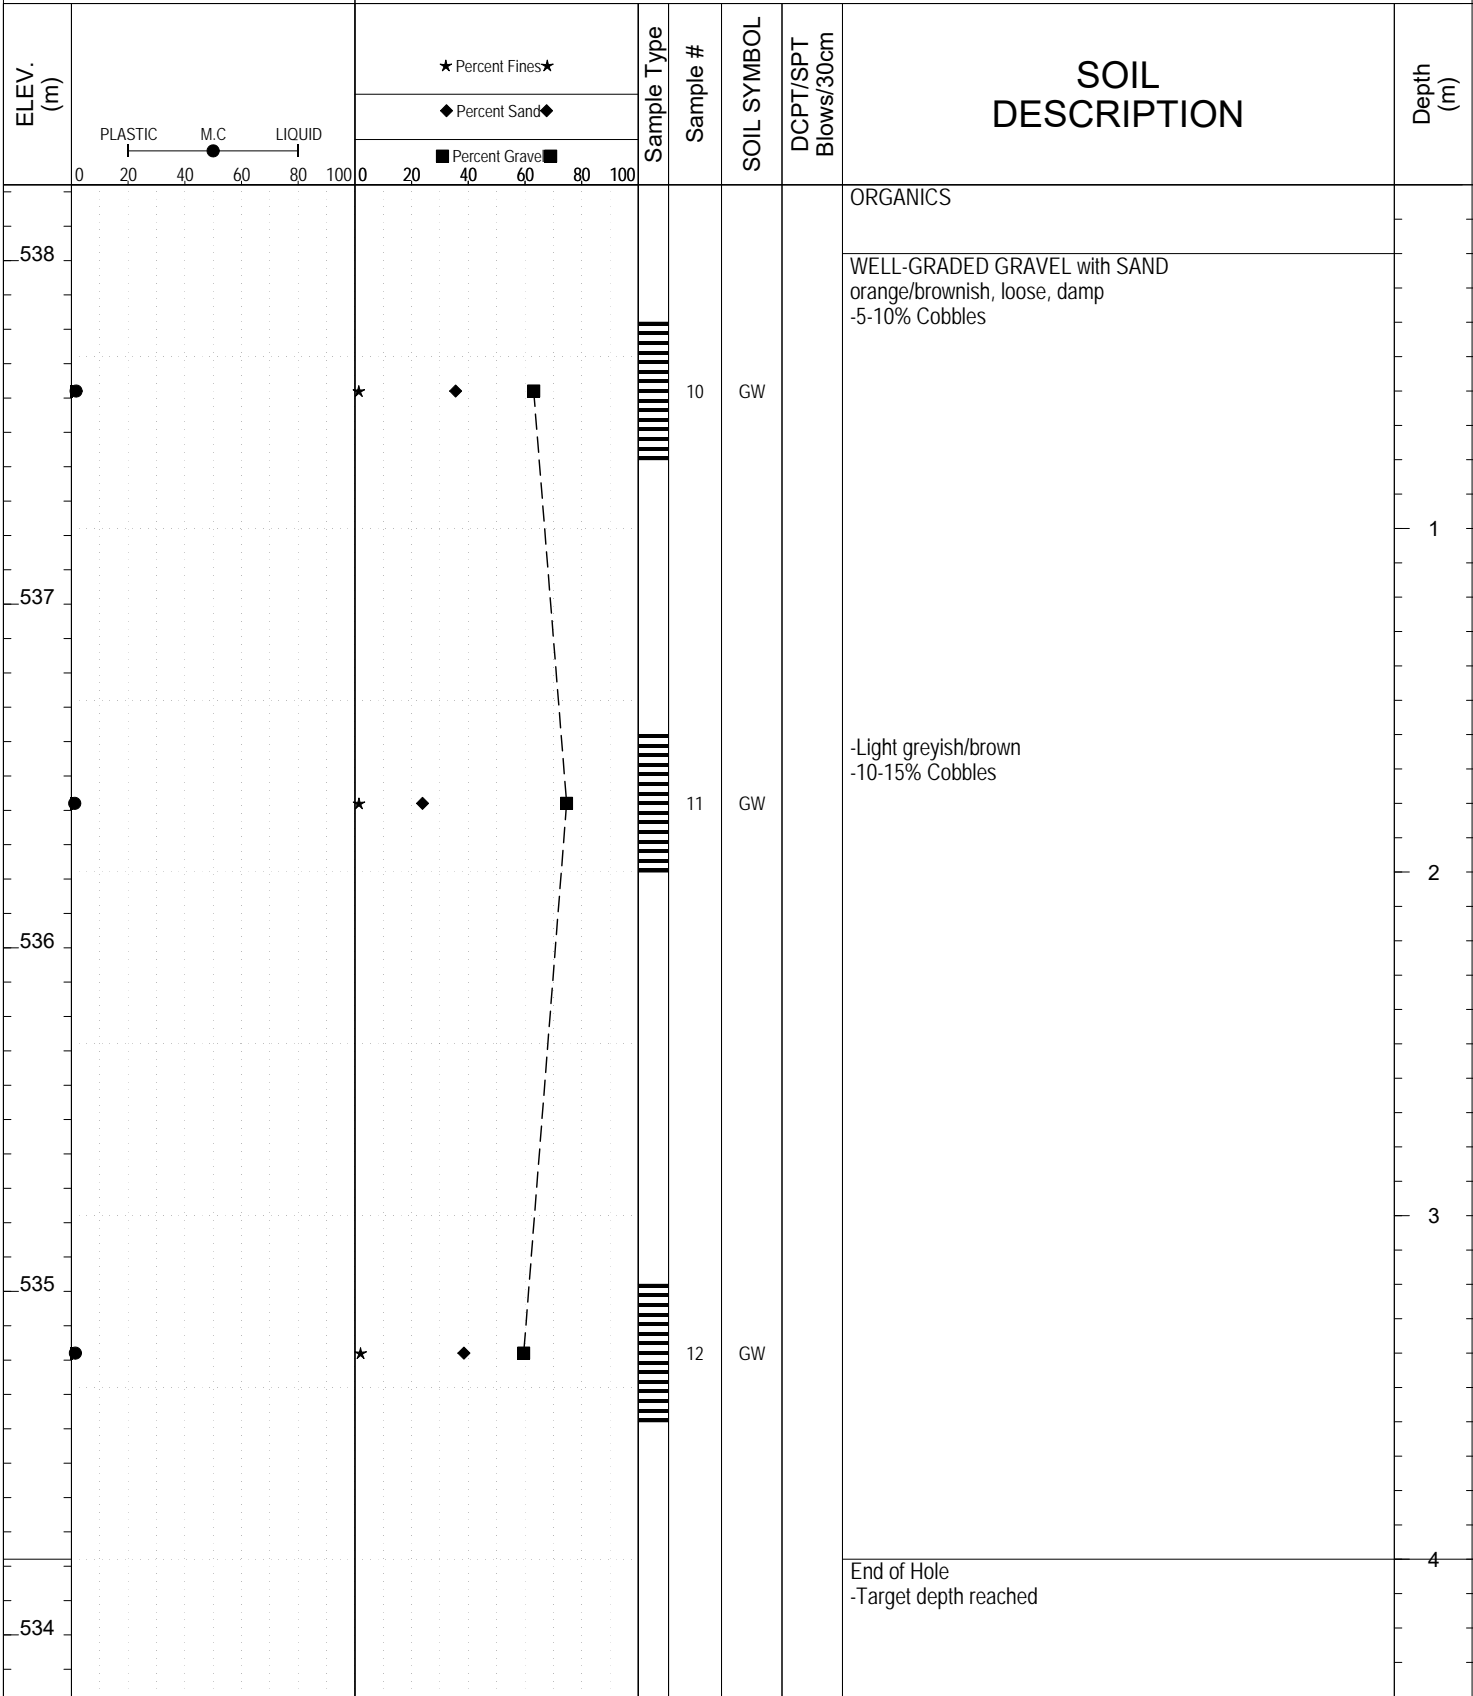 ELEV.
(m)
PLASTIC M.C LIQUID
0 20 40 60 80 100
★ Percent Fines★
◆ Percent Sand◆
■ Percent Gravel■
0 20 40 60 80 100
Sample Type
Sample #
SOIL SYMBOL
DCPT/SPT
Blows/30cm
SOIL
DESCRIPTION
Depth
(m)
ORGANICS
538
WELL-GRADED GRAVEL with SAND
orange/brownish, loose, damp
-5-10% Cobbles
10 GW
1
537
-Light greyish/brown
-10-15% Cobbles
11 GW
2
536
3
535
12 GW
4
End of Hole
-Target depth reached
534